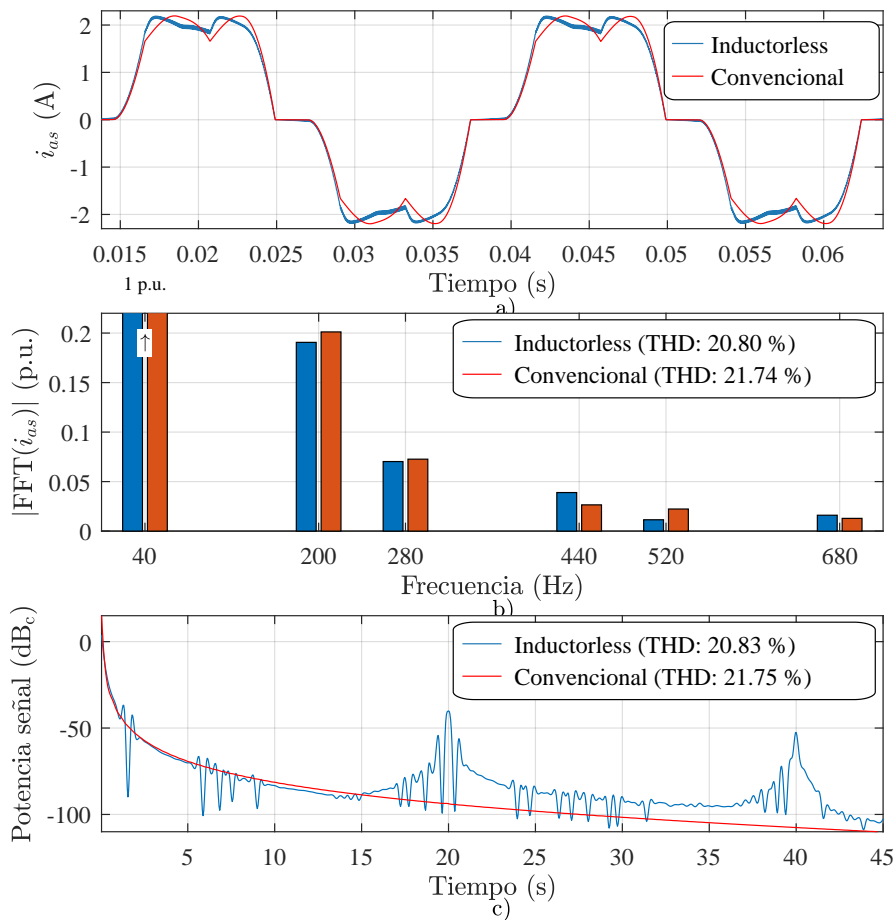 2
1
0
-1
-2
i_{as} (A)
Inductorless
Convencional
0.015 0.02 0.025 0.03 0.035 0.04 0.045 0.05 0.055 0.06
Tiempo (s)
a)
1 p.u.
↑
0.2
0.15
0.1
0.05
0
|FFT(i_{as})| (p.u.)
Inductorless (THD: 20.80 %)
Convencional (THD: 21.74 %)
40 200 280 440 520 680
Frecuencia (Hz)
b)
0
-50
-100
Potencia señal (dB_c)
Inductorless (THD: 20.83 %)
Convencional (THD: 21.75 %)
5 10 15 20 25 30 35 40 45
Tiempo (s)
c)